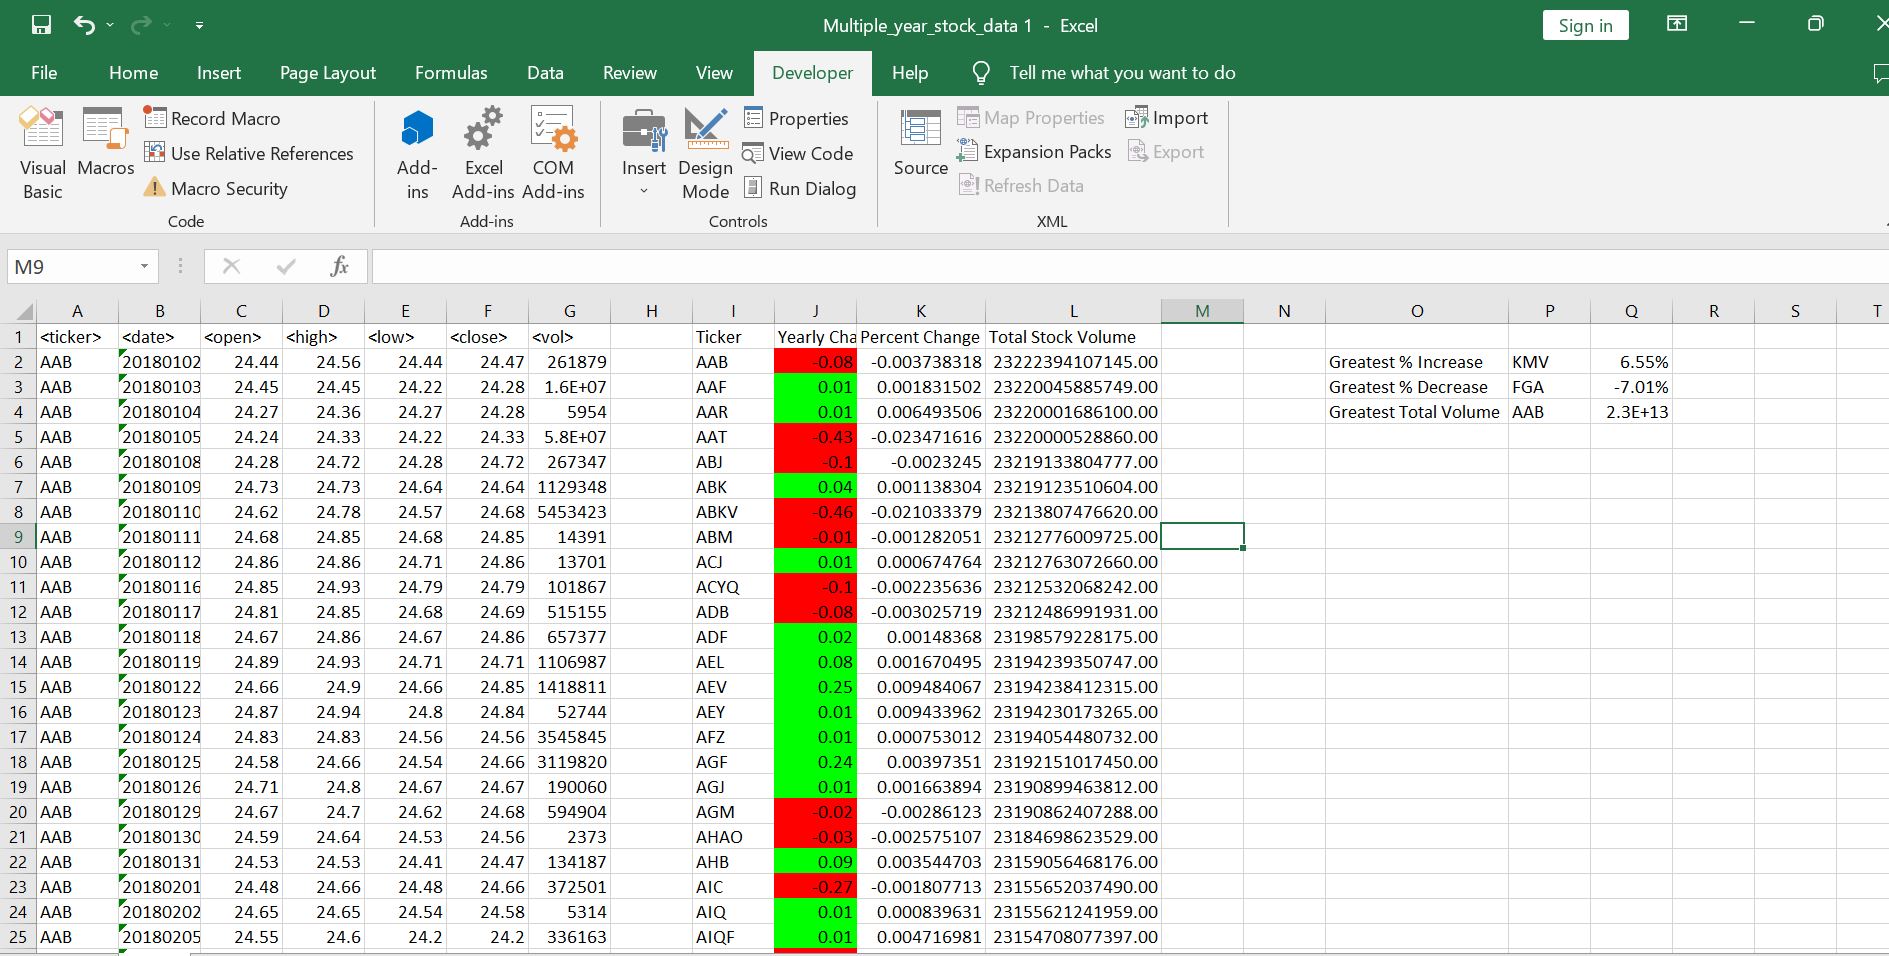 Multiple_year_stock_data 1 - Excel
Sign in
File Home Insert Page Layout Formulas Data Review View Developer Help Tell me what you want to do
Visual Basic
Macros
Record Macro
Use Relative References
Macro Security
Code
Add-ins
Excel Add-ins
COM Add-ins
Add-ins
Insert
Design Mode
Properties
View Code
Run Dialog
Controls
Source
Map Properties
Expansion Packs
Refresh Data
Import
Export
XML
M9 fx
A B C D E F G H I J K L M N O P Q R S T
1 <ticker> <date> <open> <high> <low> <close> <vol> Ticker Yearly Cha Percent Change Total Stock Volume
2 AAB 20180102 24.44 24.56 24.44 24.47 261879 AAB -0.08 -0.003738318 23222394107145.00 Greatest % Increase KMV 6.55%
3 AAB 20180103 24.45 24.45 24.22 24.28 1.6E+07 AAF 0.01 0.001831502 23220045885749.00 Greatest % Decrease FGA -7.01%
4 AAB 20180104 24.27 24.36 24.27 24.28 5954 AAR 0.01 0.006493506 23220001686100.00 Greatest Total Volume AAB 2.3E+13
5 AAB 20180105 24.24 24.33 24.22 24.33 5.8E+07 AAT -0.43 -0.023471616 23220000528860.00
6 AAB 20180108 24.28 24.72 24.28 24.72 267347 ABJ -0.1 -0.0023245 23219133804777.00
7 AAB 20180109 24.73 24.73 24.64 24.64 1129348 ABK 0.04 0.001138304 23219123510604.00
8 AAB 20180110 24.62 24.78 24.57 24.68 5453423 ABKV -0.46 -0.021033379 23213807476620.00
9 AAB 20180111 24.68 24.85 24.68 24.85 14391 ABM -0.01 -0.001282051 23212776009725.00
10 AAB 20180112 24.86 24.86 24.71 24.86 13701 ACJ 0.01 0.000674764 23212763072660.00
11 AAB 20180116 24.85 24.93 24.79 24.79 101867 ACYQ -0.1 -0.002235636 23212532068242.00
12 AAB 20180117 24.81 24.85 24.68 24.69 515155 ADB -0.08 -0.003025719 23212486991931.00
13 AAB 20180118 24.67 24.86 24.67 24.86 657377 ADF 0.02 0.00148368 23198579228175.00
14 AAB 20180119 24.89 24.93 24.71 24.71 1106987 AEL 0.08 0.001670495 23194239350747.00
15 AAB 20180122 24.66 24.9 24.66 24.85 1418811 AEV 0.25 0.009484067 23194238412315.00
16 AAB 20180123 24.87 24.94 24.8 24.84 52744 AEY 0.01 0.009433962 23194230173265.00
17 AAB 20180124 24.83 24.83 24.56 24.56 3545845 AFZ 0.01 0.000753012 23194054480732.00
18 AAB 20180125 24.58 24.66 24.54 24.66 3119820 AGF 0.24 0.00397351 23192151017450.00
19 AAB 20180126 24.71 24.8 24.67 24.67 190060 AGJ 0.01 0.001663894 23190899463812.00
20 AAB 20180129 24.67 24.7 24.62 24.68 594904 AGM -0.02 -0.00286123 23190862407288.00
21 AAB 20180130 24.59 24.64 24.53 24.56 2373 AHAO -0.03 -0.002575107 23184698623529.00
22 AAB 20180131 24.53 24.53 24.41 24.47 134187 AHB 0.09 0.003544703 23159056468176.00
23 AAB 20180201 24.48 24.66 24.48 24.66 372501 AIC -0.27 -0.001807713 23155652037490.00
24 AAB 20180202 24.65 24.65 24.54 24.58 5314 AIQ 0.01 0.000839631 23155621241959.00
25 AAB 20180205 24.55 24.6 24.2 24.2 336163 AIQF 0.01 0.004716981 23154708077397.00